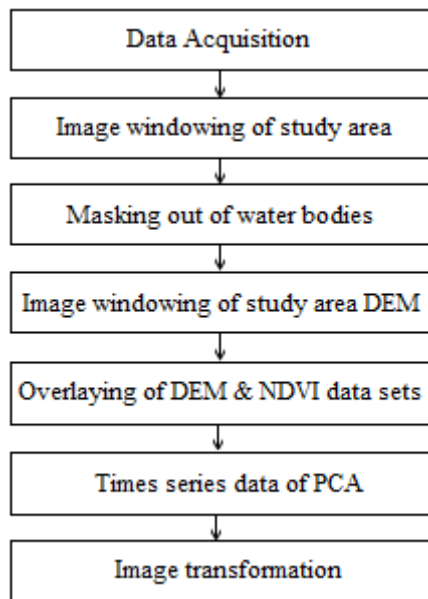 Data Acquisition
Image windowing of study area
Masking out of water bodies
Image windowing of study area DEM
Overlaying of DEM & NDVI data sets
Times series data of PCA
Image transformation